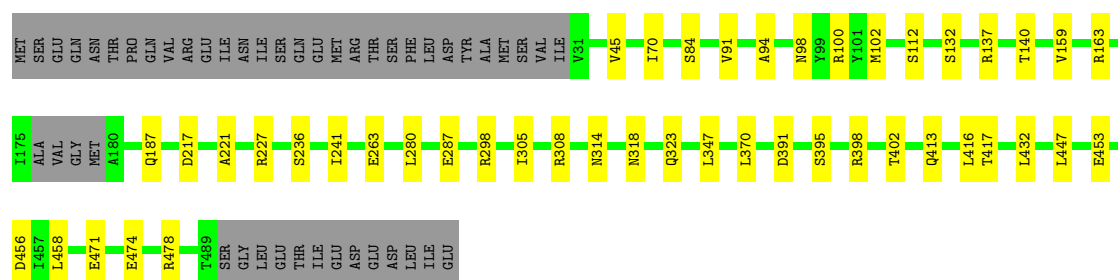 MET SER GLU GLN GLN ASN THR PRO GLN VAL ARG GLU ILE ASN ILE SER GLN GLU MET ARG THR SER PHE LEU ASP TYR ALA MET SER VAL ILE V31 V45 I70 S84 V91 A94 N98 Y99 R100 Y101 M102 S112 S132 R137 T140 V159 R163
I175 ALA VAL GLY MET A180 Q187 D217 A221 R227 S236 I241 E263 L280 E287 R298 I305 R308 N314 N318 Q323 L347 L370 D391 S395 R398 T402 Q413 L416 T417 L432 L447 E453
D456 I457 L458 E471 E474 R478 T489 SER GLY LEU GLU THR ILE GLU ASP GLU ASP LEU ILE GLU